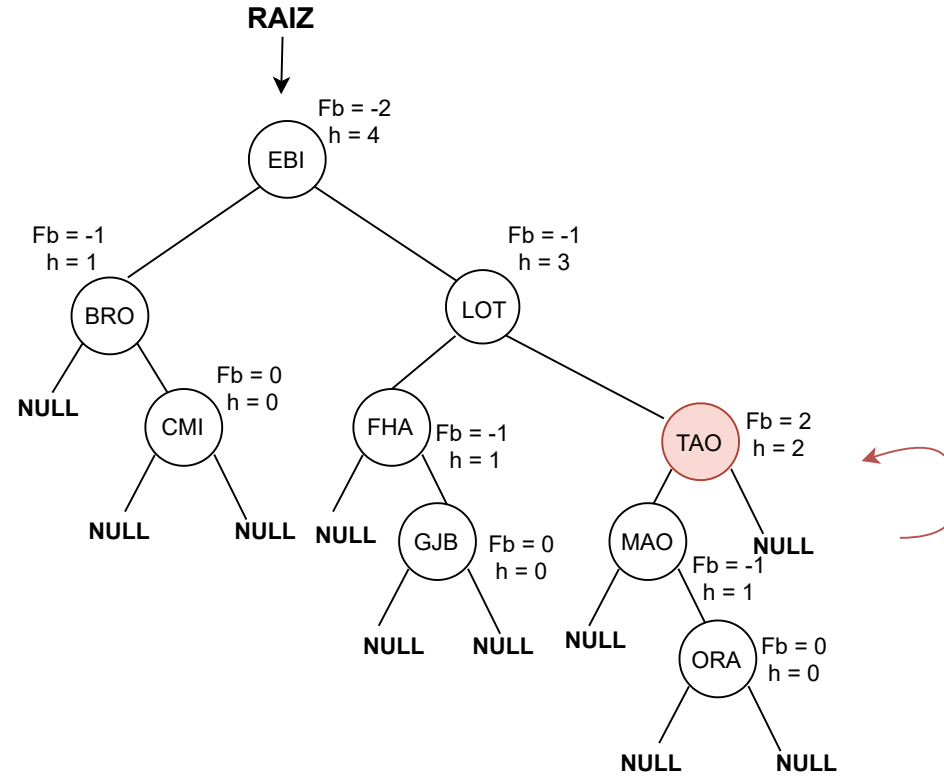 RAIZ
Fb = -2
h = 4
EBI
Fb = -1
h = 1
Fb = -1
h = 3
BRO
LOT
NULL
Fb = 0
h = 0
CMI
FHA
Fb = -1
h = 1
TAO
Fb = 2
h = 2
NULL
NULL
NULL
GJB
Fb = 0
h = 0
MAO
NULL
Fb = -1
h = 1
NULL
NULL
NULL
ORA
Fb = 0
h = 0
NULL
NULL